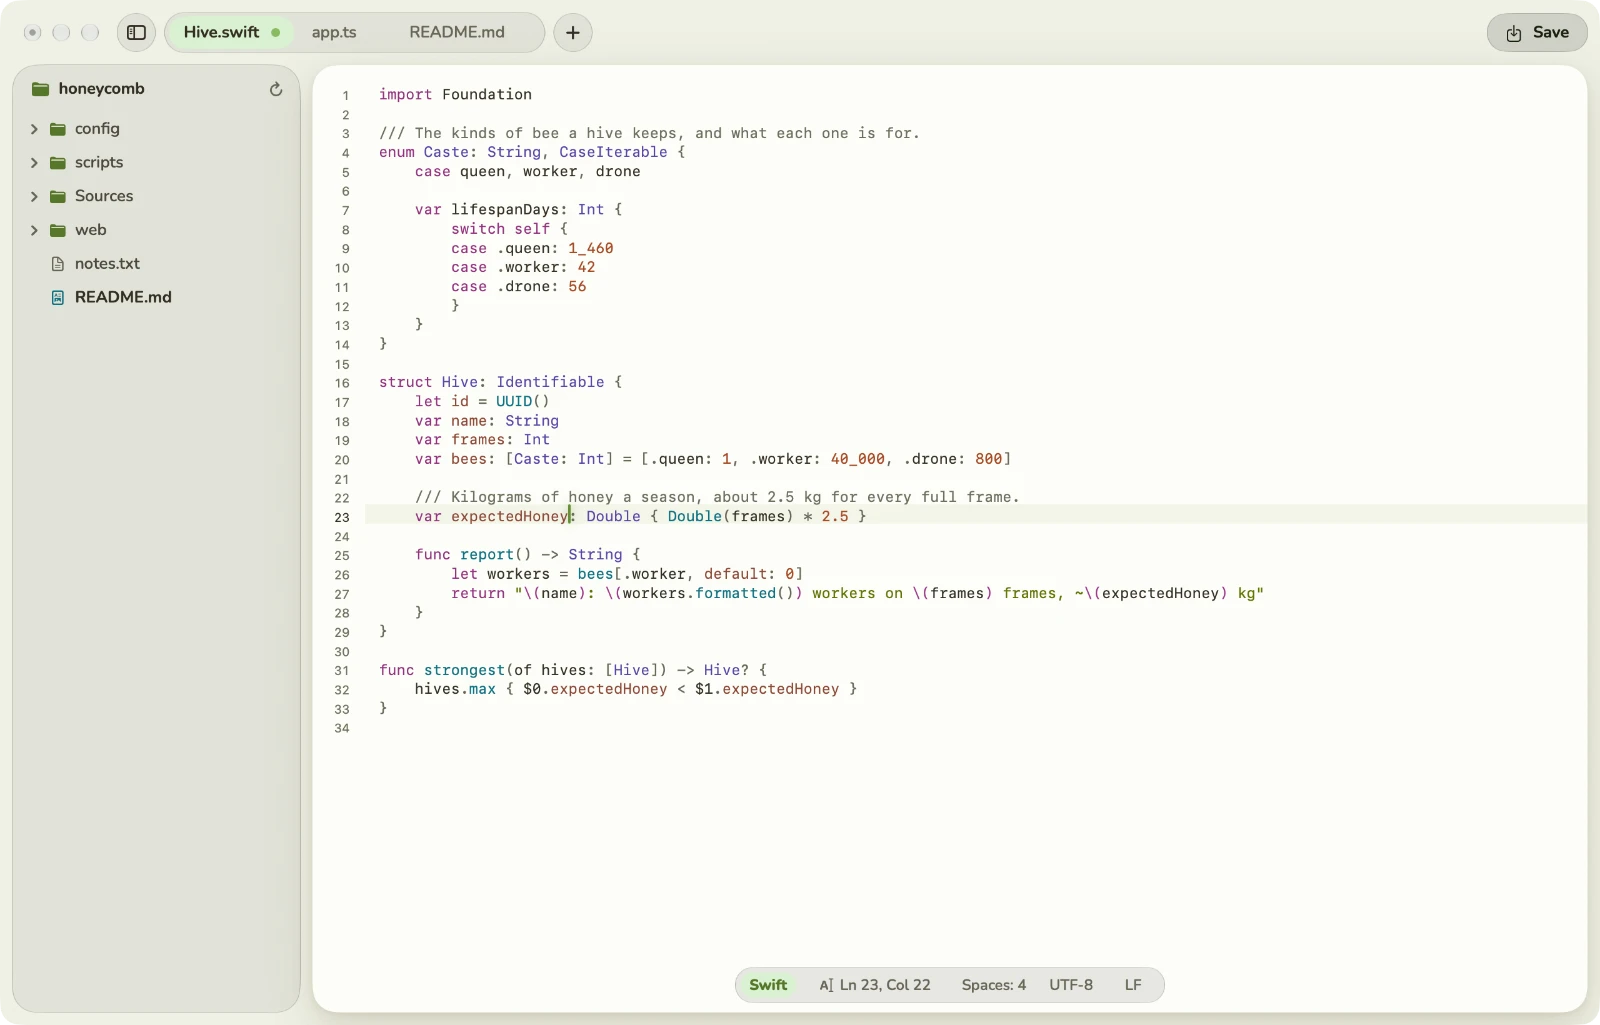 Hive.swift
app.ts
README.md
Save
honeycomb
config
scripts
Sources
web
notes.txt
README.md
1 import Foundation
2
3 /// The kinds of bee a hive keeps, and what each one is for.
4 enum Caste: String, CaseIterable {
5     case queen, worker, drone
6
7     var lifespanDays: Int {
8         switch self {
9         case .queen: 1_460
10         case .worker: 42
11         case .drone: 56
12         }
13     }
14 }
15
16 struct Hive: Identifiable {
17     let id = UUID()
18     var name: String
19     var frames: Int
20     var bees: [Caste: Int] = [.queen: 1, .worker: 40_000, .drone: 800]
21
22     /// Kilograms of honey a season, about 2.5 kg for every full frame.
23     var expectedHoney: Double { Double(frames) * 2.5 }
24
25     func report() -> String {
26         let workers = bees[.worker, default: 0]
27         return "\(name): \(workers.formatted()) workers on \(frames) frames, ~\(expectedHoney) kg"
28     }
29 }
30
31 func strongest(of hives: [Hive]) -> Hive? {
32     hives.max { $0.expectedHoney < $1.expectedHoney }
33 }
34
Swift
Ln 23, Col 22
Spaces: 4
UTF-8
LF